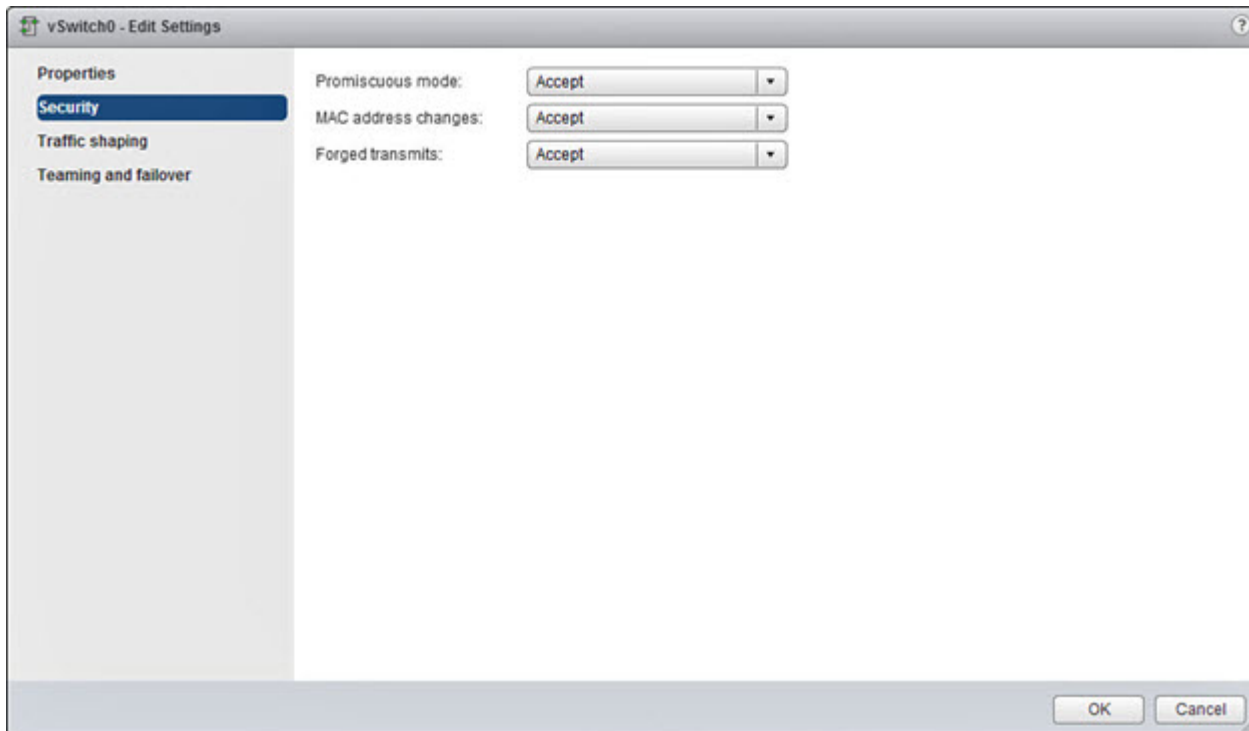 vSwitch0 - Edit Settings
?
Properties
Security
Traffic shaping
Teaming and failover
Promiscuous mode: Accept
MAC address changes: Accept
Forged transmits: Accept
OK Cancel